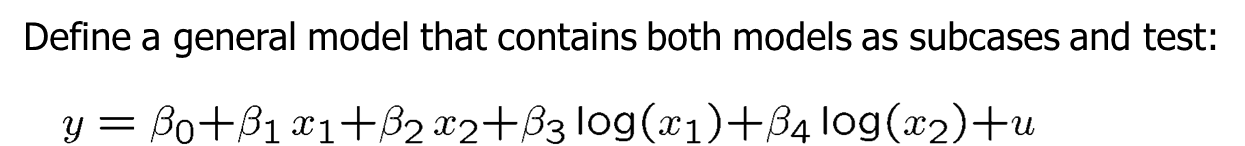 Define a general model that contains both models as subcases and test:
y = β₀+β₁ x₁+β₂ x₂+β₃ log(x₁)+β₄ log(x₂)+u